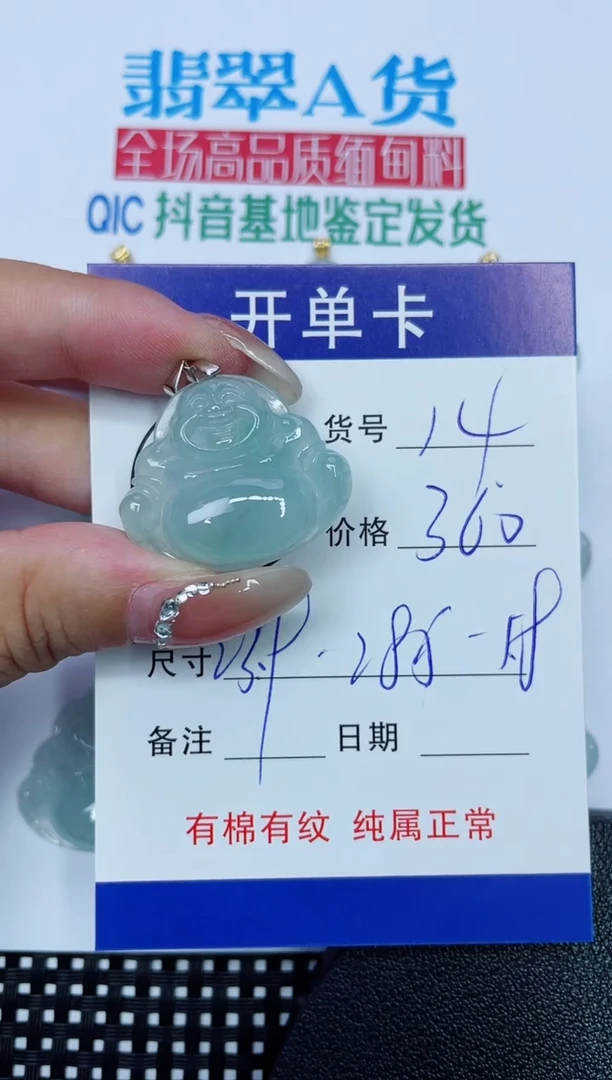 翡翠A货
全场高品质缅甸料
QIC 抖音基地鉴定发货
开单卡
货号 14
价格 360
尺寸
备注 日期
有棉有纹 纯属正常